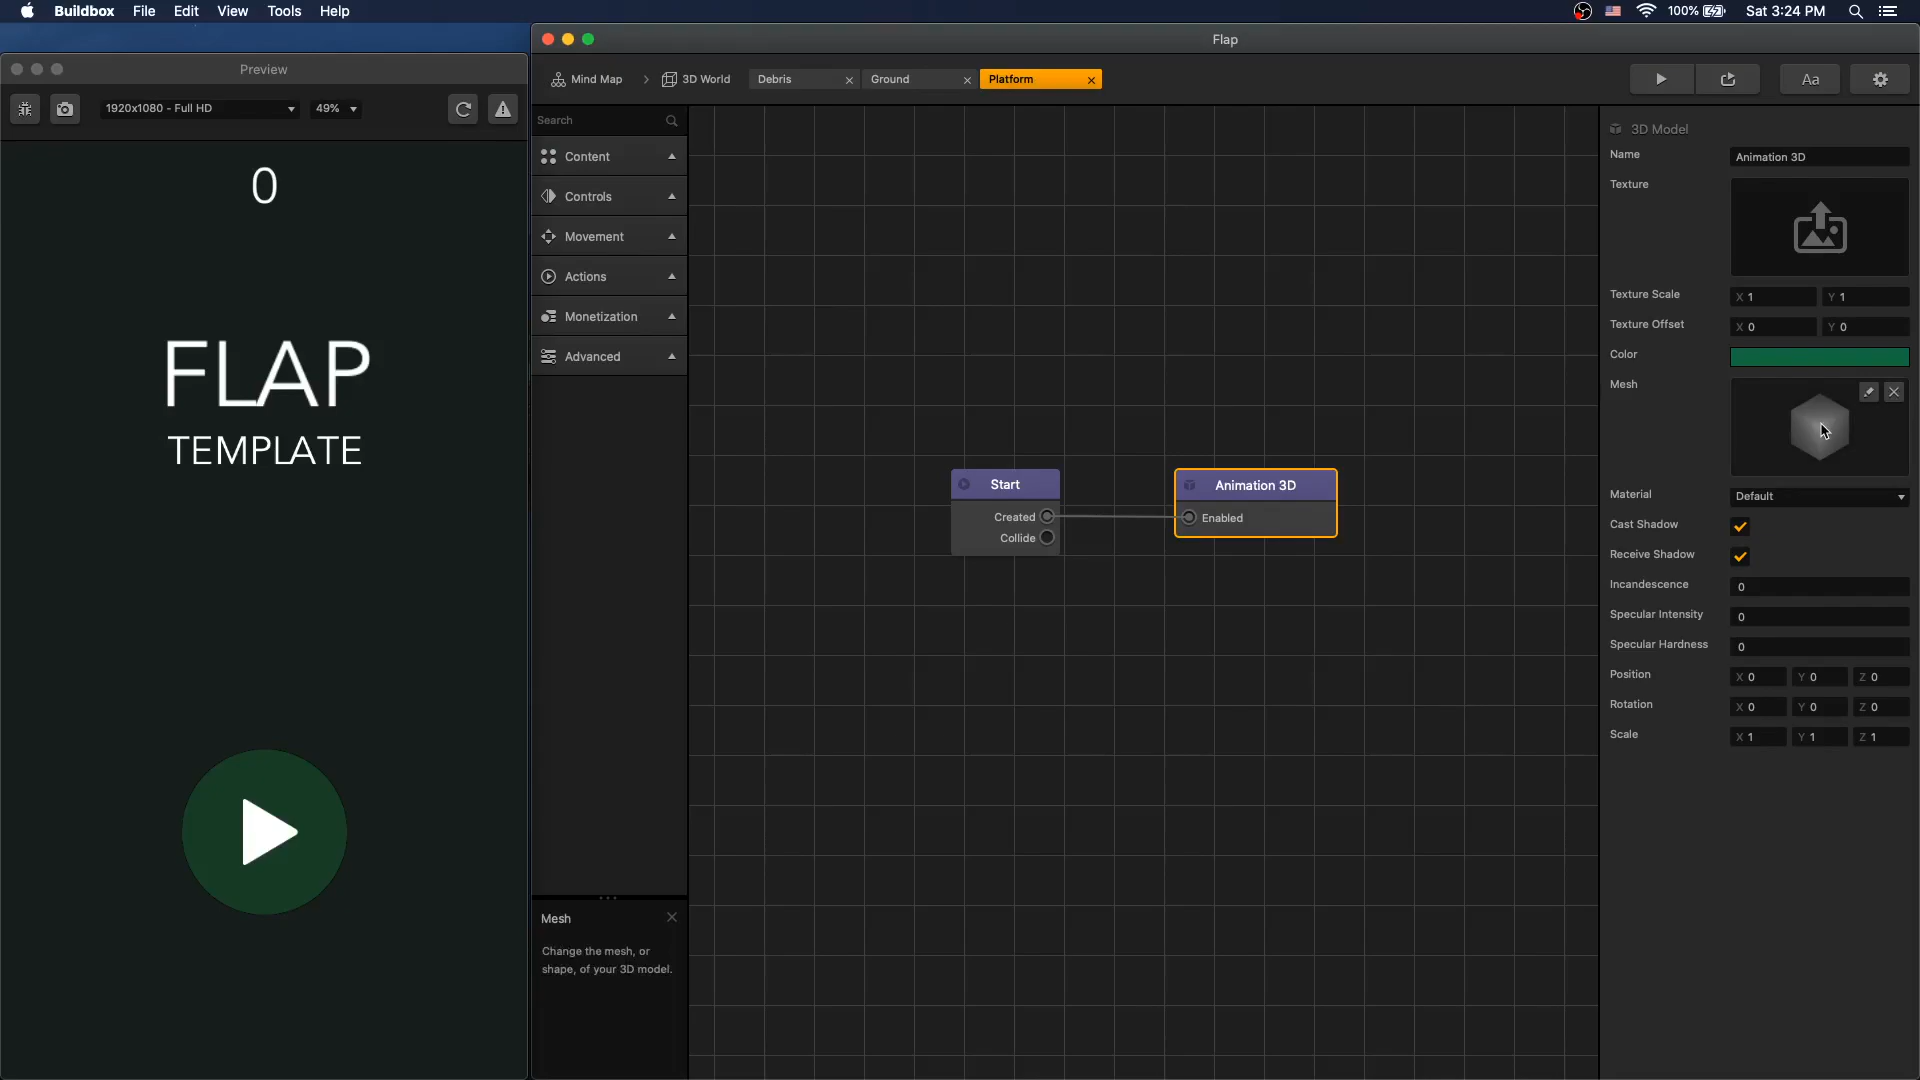 Buildbox File Edit View Tools Help
100% Sat 3:24 PM
Preview
1920x1080 - Full HD 49%
0
FLAP
TEMPLATE
Flap
Mind Map 3D World Debris Ground Platform
Aa
Search
Content
Controls
Movement
Actions
Monetization
Advanced
Mesh
Change the mesh, or
shape, of your 3D model.
Start
Created
Collide
Animation 3D
Enabled
3D Model
Name Animation 3D
Texture
Texture Scale X 1 Y 1
Texture Offset X 0 Y 0
Color
Mesh
Material Default
Cast Shadow
Receive Shadow
Incandescence 0
Specular Intensity 0
Specular Hardness 0
Position X 0 Y 0 Z 0
Rotation X 0 Y 0 Z 0
Scale X 1 Y 1 Z 1